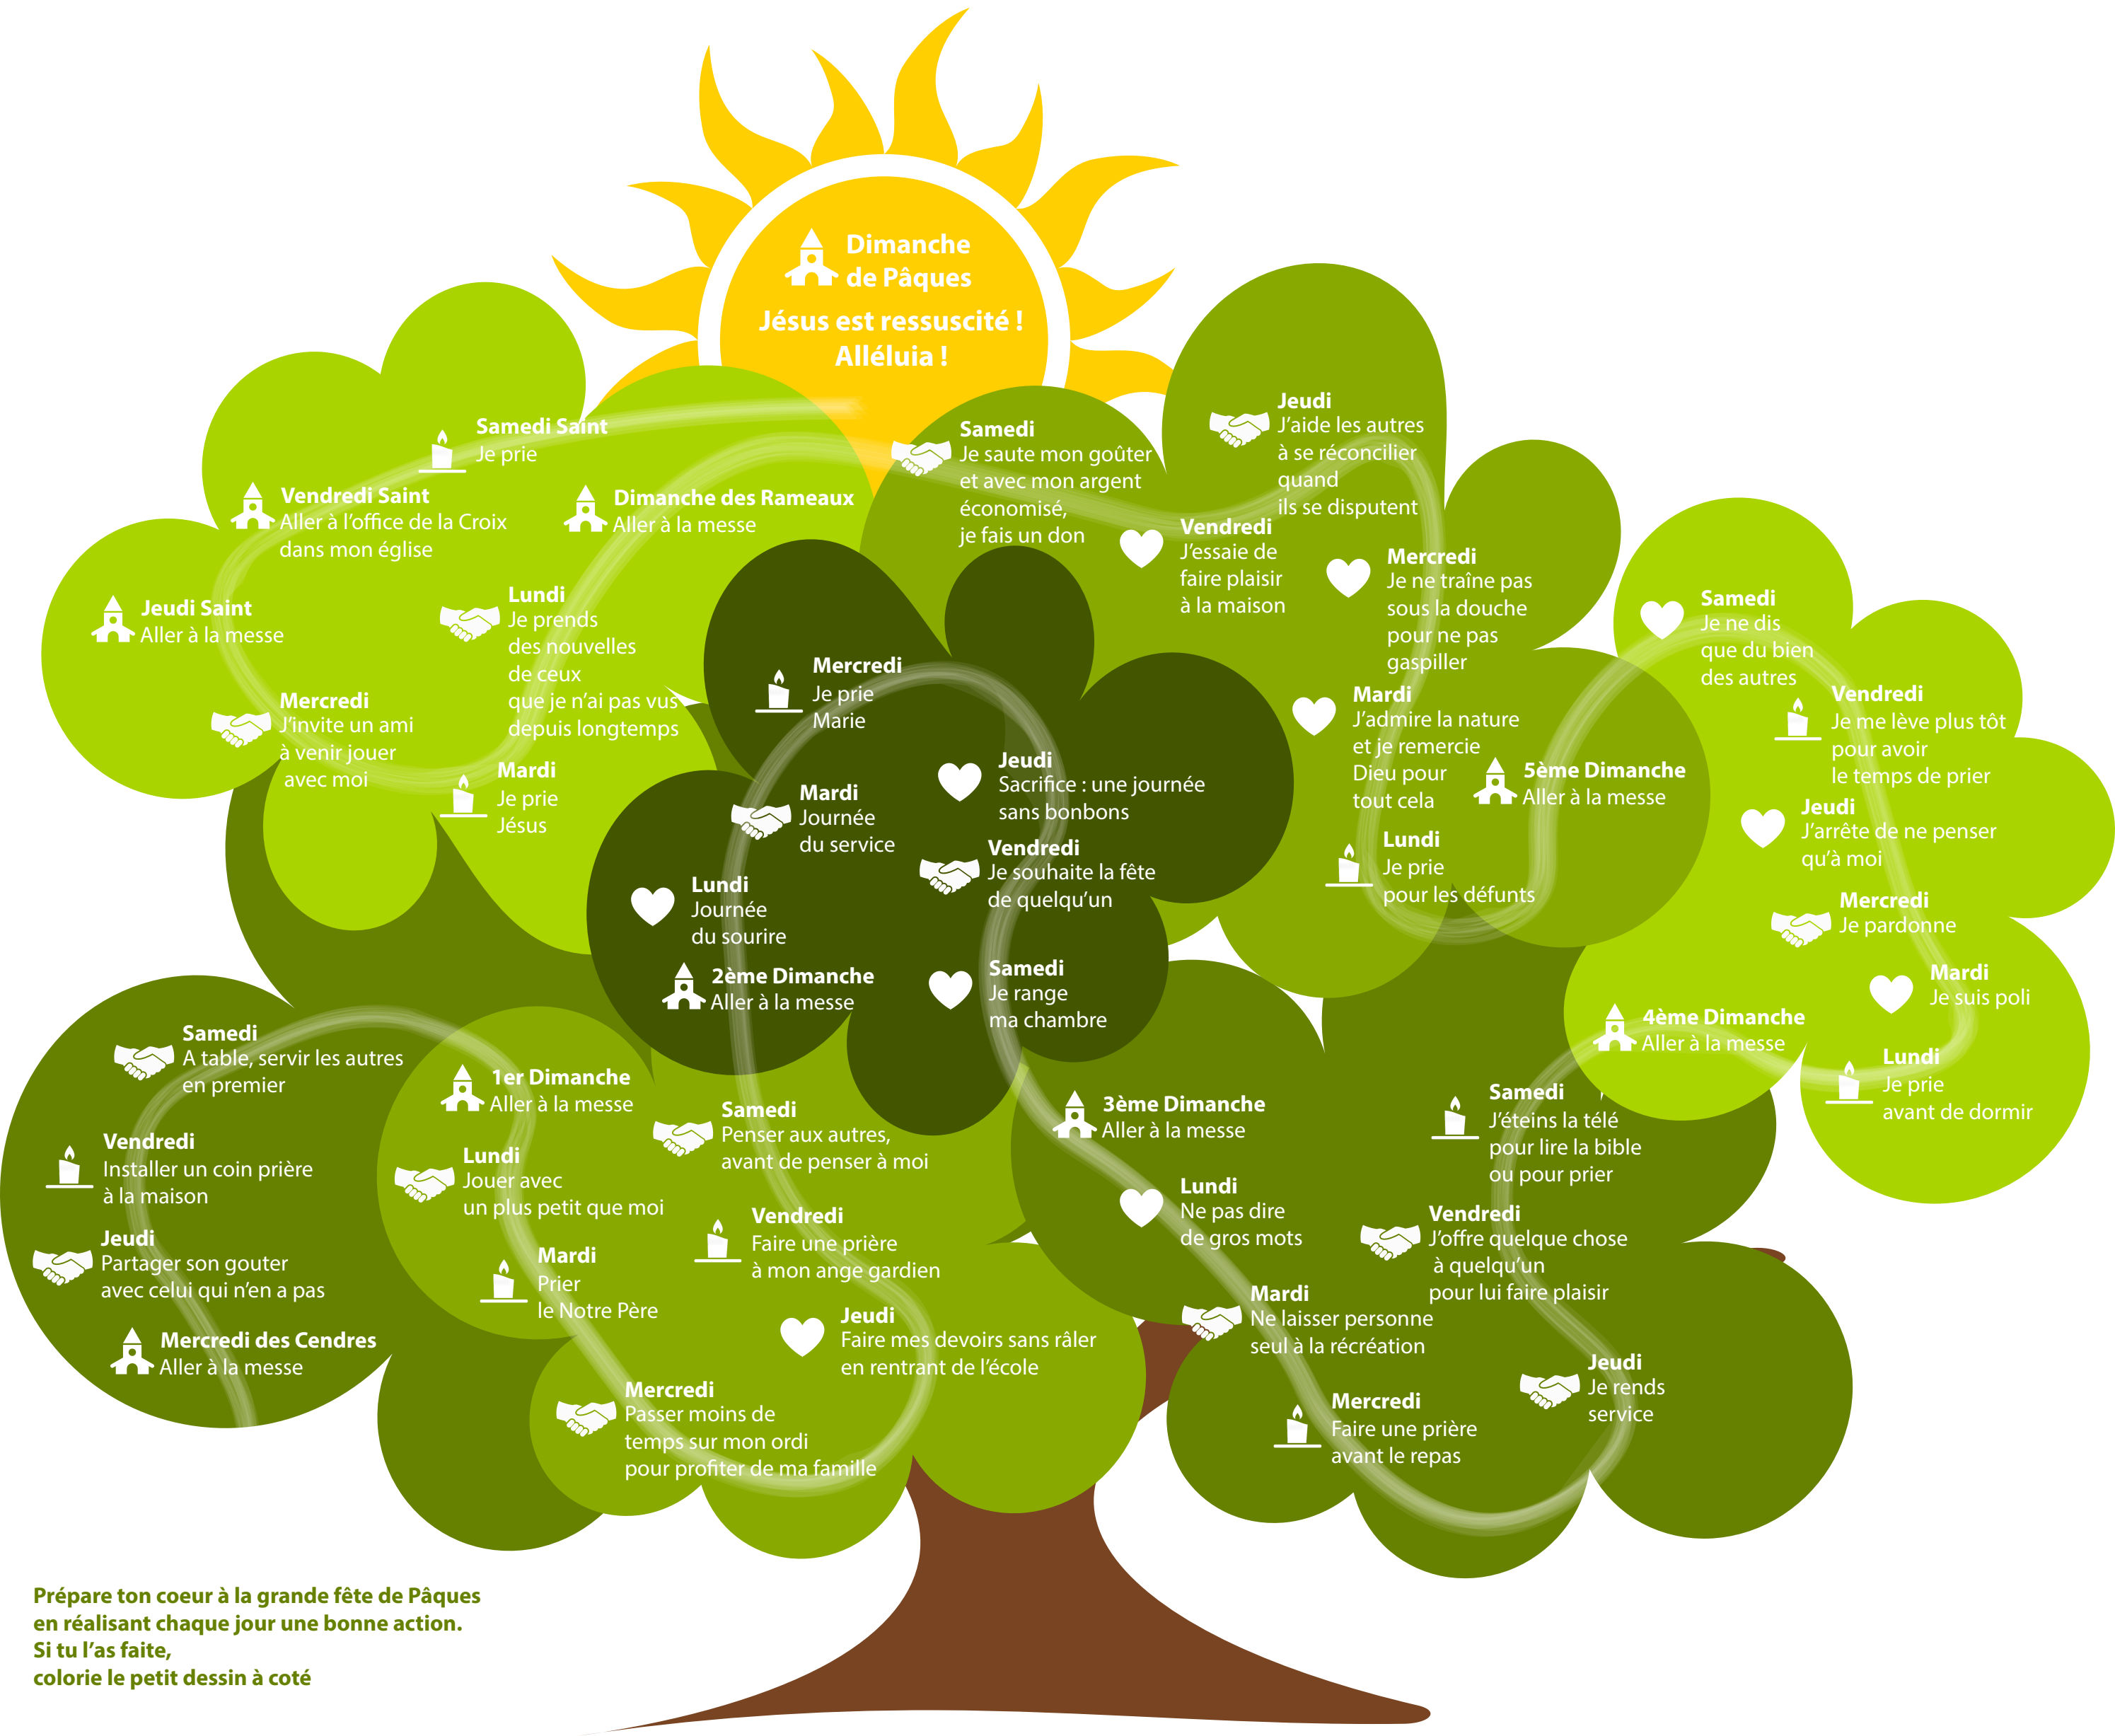 Dimanche
de Pâques
Jésus est ressuscité !
Alléluia !
Samedi Saint
Je prie
Vendredi Saint
Aller à l'office de la Croix
dans mon église
Dimanche des Rameaux
Aller à la messe
Jeudi Saint
Aller à la messe
Lundi
Je prends
des nouvelles
de ceux
que je n'ai pas vus
depuis longtemps
Mercredi
J'invite un ami
à venir jouer
avec moi
Mardi
Je prie
Jésus
Samedi
Je saute mon goûter
et avec mon argent
économisé,
je fais un don
Jeudi
J'aide les autres
à se réconcilier
quand
ils se disputent
Vendredi
J'essaie de
faire plaisir
à la maison
Mercredi
Je ne traîne pas
sous la douche
pour ne pas
gaspiller
Mardi
J'admire la nature
et je remercie
Dieu pour
tout cela
Lundi
Je prie
pour les défunts
5ème Dimanche
Aller à la messe
Samedi
Je ne dis
que du bien
des autres
Vendredi
Je me lève plus tôt
pour avoir
le temps de prier
Jeudi
J'arrête de ne penser
qu'à moi
Mercredi
Je pardonne
Mardi
Je suis poli
Lundi
Je prie
avant de dormir
4ème Dimanche
Aller à la messe
Mercredi
Je prie
Marie
Jeudi
Sacrifice : une journée
sans bonbons
Mardi
Journée
du service
Vendredi
Je souhaite la fête
de quelqu'un
Lundi
Journée
du sourire
Samedi
Je range
ma chambre
2ème Dimanche
Aller à la messe
Samedi
A table, servir les autres
en premier
Vendredi
Installer un coin prière
à la maison
Jeudi
Partager son gouter
avec celui qui n'en a pas
Mercredi des Cendres
Aller à la messe
1er Dimanche
Aller à la messe
Lundi
Jouer avec
un plus petit que moi
Mardi
Prier
le Notre Père
Mercredi
Passer moins de
temps sur mon ordi
pour profiter de ma famille
Samedi
Penser aux autres,
avant de penser à moi
Vendredi
Faire une prière
à mon ange gardien
Jeudi
Faire mes devoirs sans râler
en rentrant de l'école
3ème Dimanche
Aller à la messe
Lundi
Ne pas dire
de gros mots
Mardi
Ne laisser personne
seul à la récréation
Mercredi
Faire une prière
avant le repas
Samedi
J'éteins la télé
pour lire la bible
ou pour prier
Vendredi
J'offre quelque chose
à quelqu'un
pour lui faire plaisir
Jeudi
Je rends
service
Prépare ton coeur à la grande fête de Pâques
en réalisant chaque jour une bonne action.
Si tu l'as faite,
colorie le petit dessin à coté